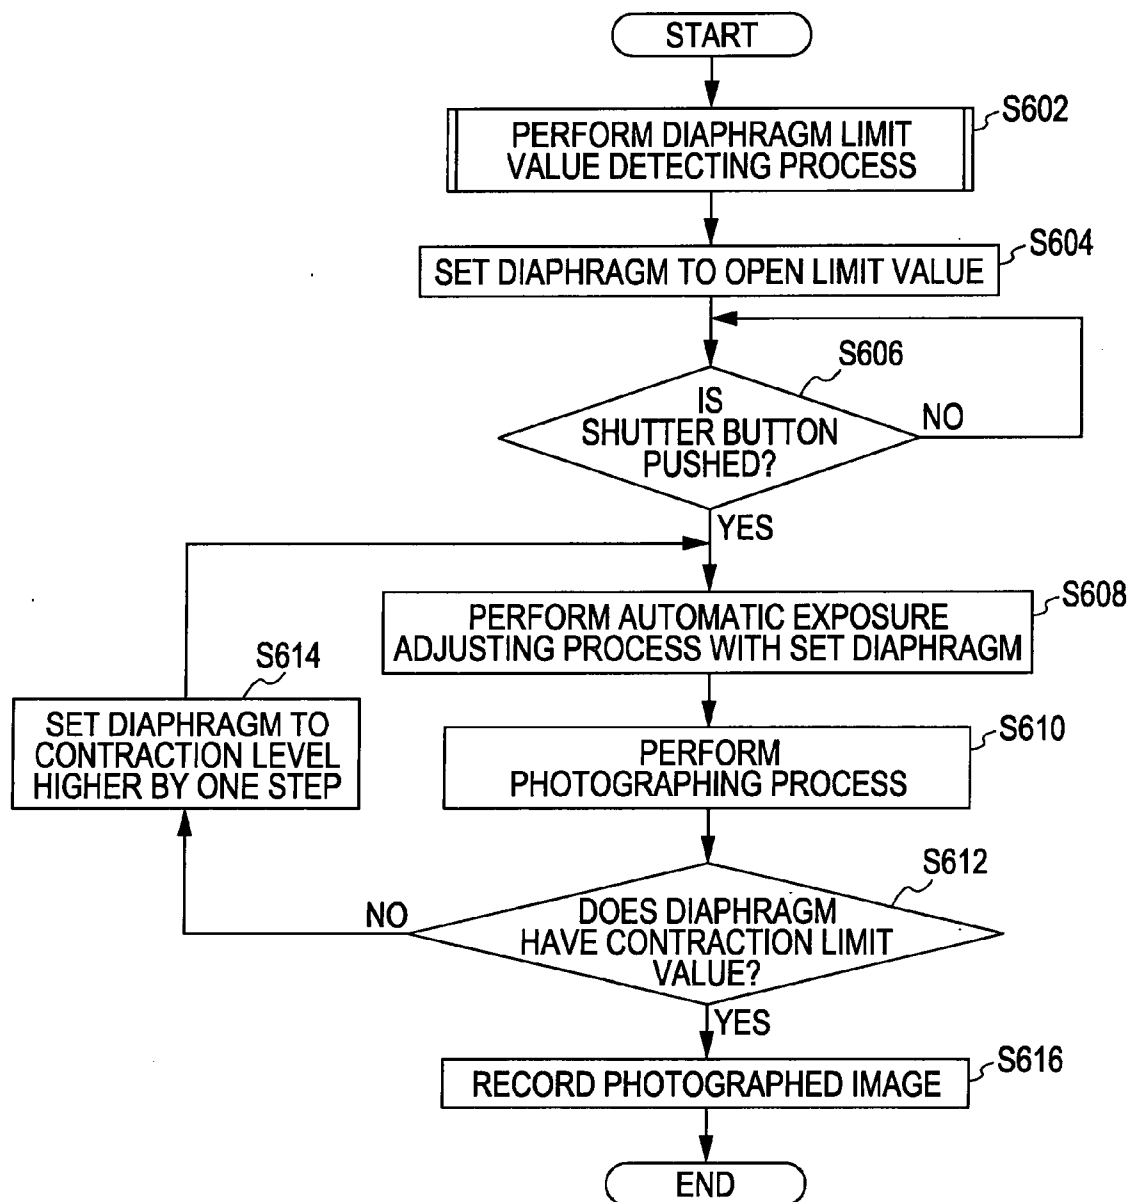 START
S602
PERFORM DIAPHRAGM LIMIT
VALUE DETECTING PROCESS
S604
SET DIAPHRAGM TO OPEN LIMIT VALUE
S606
IS
SHUTTER BUTTON
PUSHED?
NO
YES
S608
PERFORM AUTOMATIC EXPOSURE
ADJUSTING PROCESS WITH SET DIAPHRAGM
S614
SET DIAPHRAGM TO
CONTRACTION LEVEL
HIGHER BY ONE STEP
S610
PERFORM
PHOTOGRAPHING PROCESS
S612
DOES DIAPHRAGM
HAVE CONTRACTION LIMIT
VALUE?
NO
YES
S616
RECORD PHOTOGRAPHED IMAGE
END